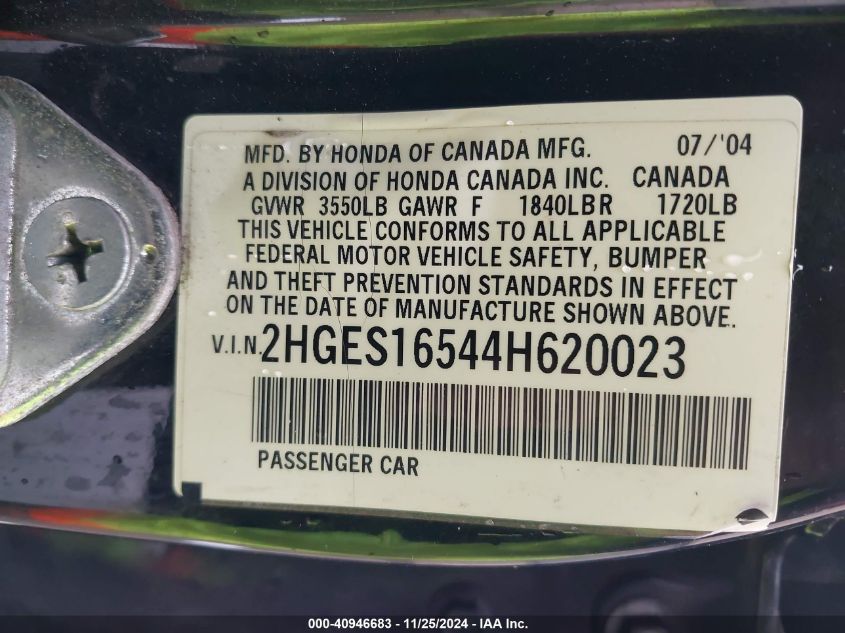 MFD. BY HONDA OF CANADA MFG. 07/'04
A DIVISION OF HONDA CANADA INC. CANADA
GVWR 3550LB GAWR F 1840LBR 1720LB
THIS VEHICLE CONFORMS TO ALL APPLICABLE
FEDERAL MOTOR VEHICLE SAFETY, BUMPER
AND THEFT PREVENTION STANDARDS IN EFFECT
ON THE DATE OF MANUFACTURE SHOWN ABOVE.
V.I.N. 2HGES16544H620023
PASSENGER CAR
000-40946683 - 11/25/2024 - IAA Inc.